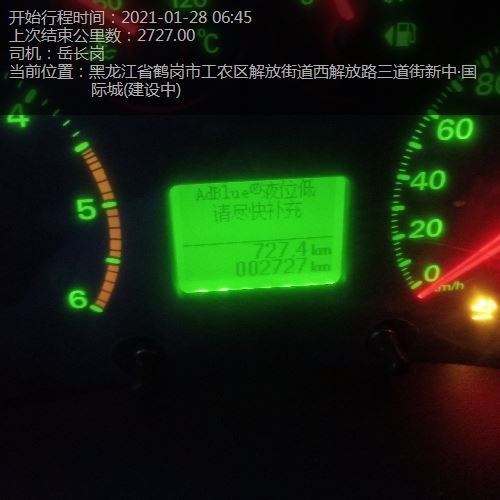 开始行程时间：2021-01-28 06:45
上次结束公里数：2727.00
司机：岳长岗
当前位置：黑龙江省鹤岗市工农区解放街道西解放路三道街新中·国
际城(建设中)
50 120
°C
4
5
6
80
60
40
20
0
km/h
AdBlue®液位低
请尽快补充
727.4 km
002727 km